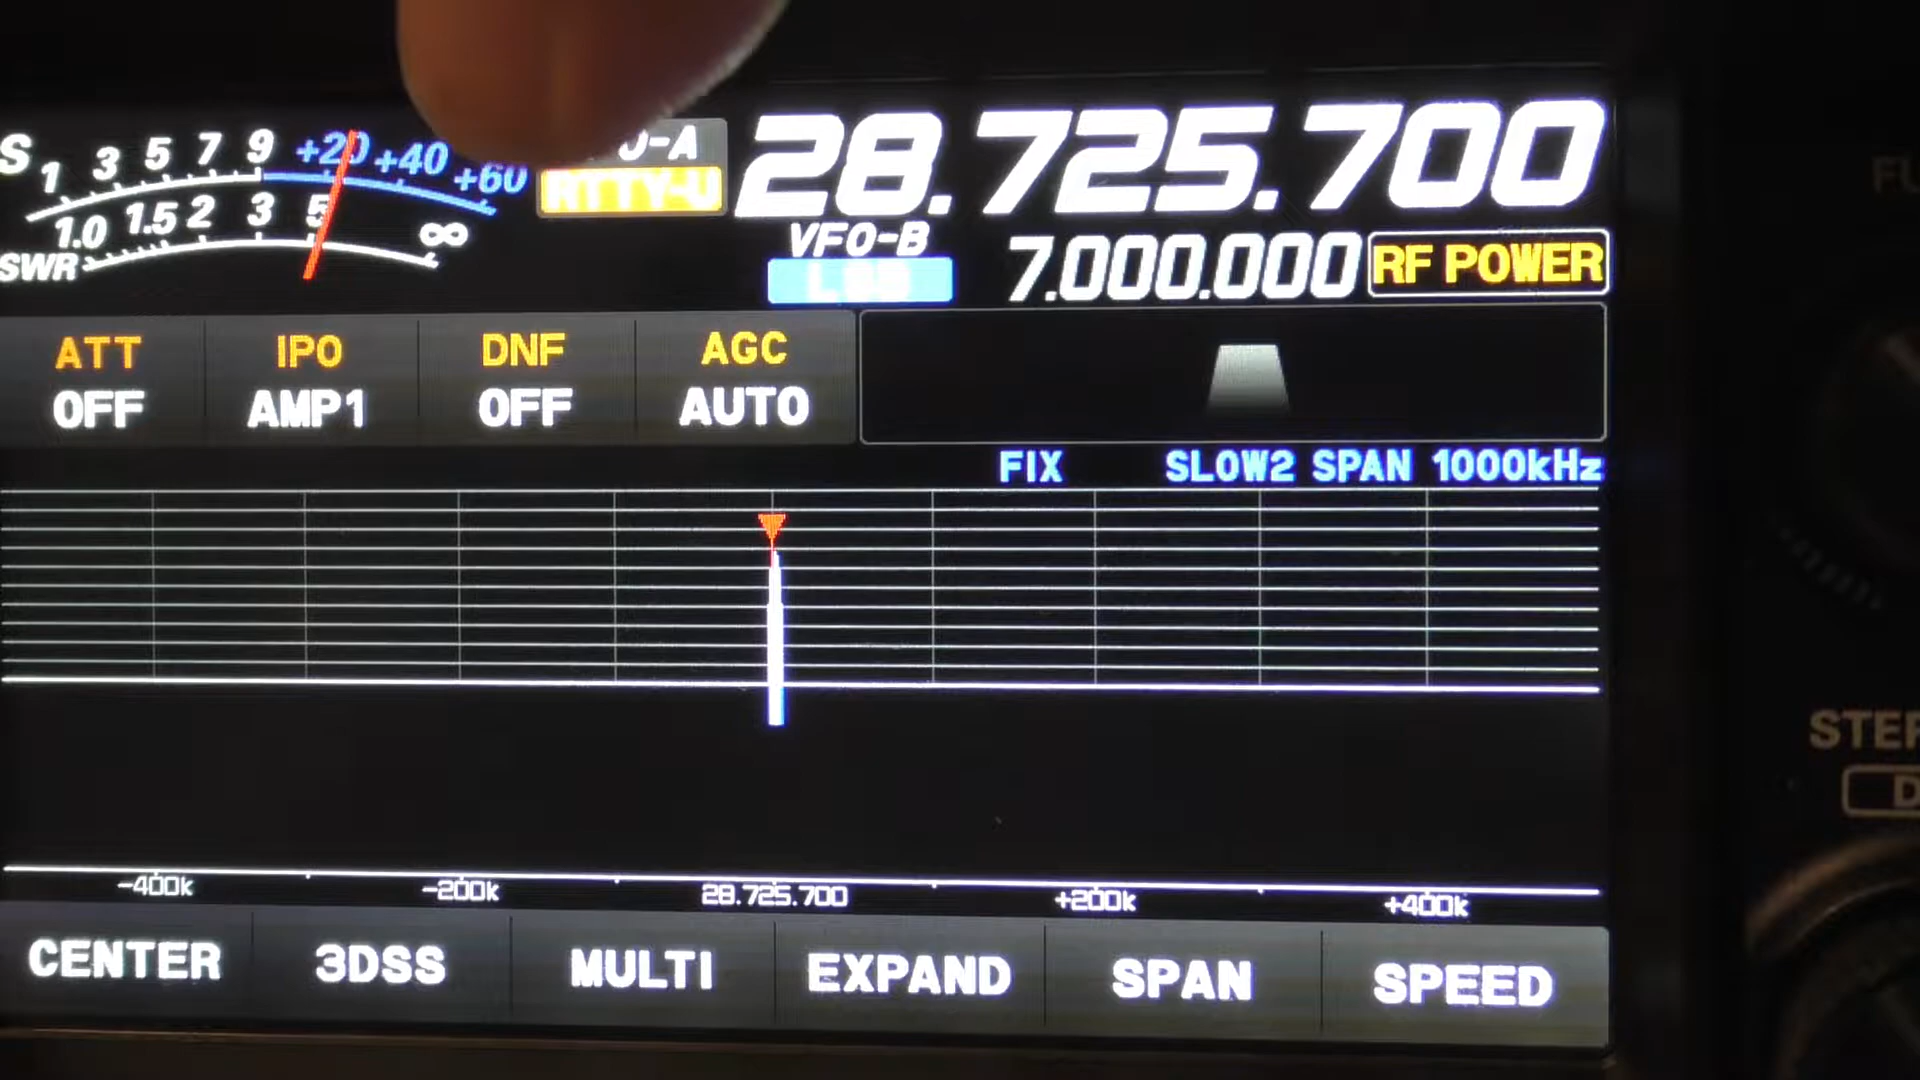 S 1 3 5 7 9 +20 +40 +60
1.0 1.5 2 3 5 ∞
SWR
O-A
RTTY-U
28.725.700
VFO-B
7.000.000
RF POWER
ATT IPO DNF AGC
OFF AMP1 OFF AUTO
FIX SLOW2 SPAN 1000kHz
-400k -200k 28.725.700 +200k +400k
CENTER 3DSS MULTI EXPAND SPAN SPEED
FU
STEP
D